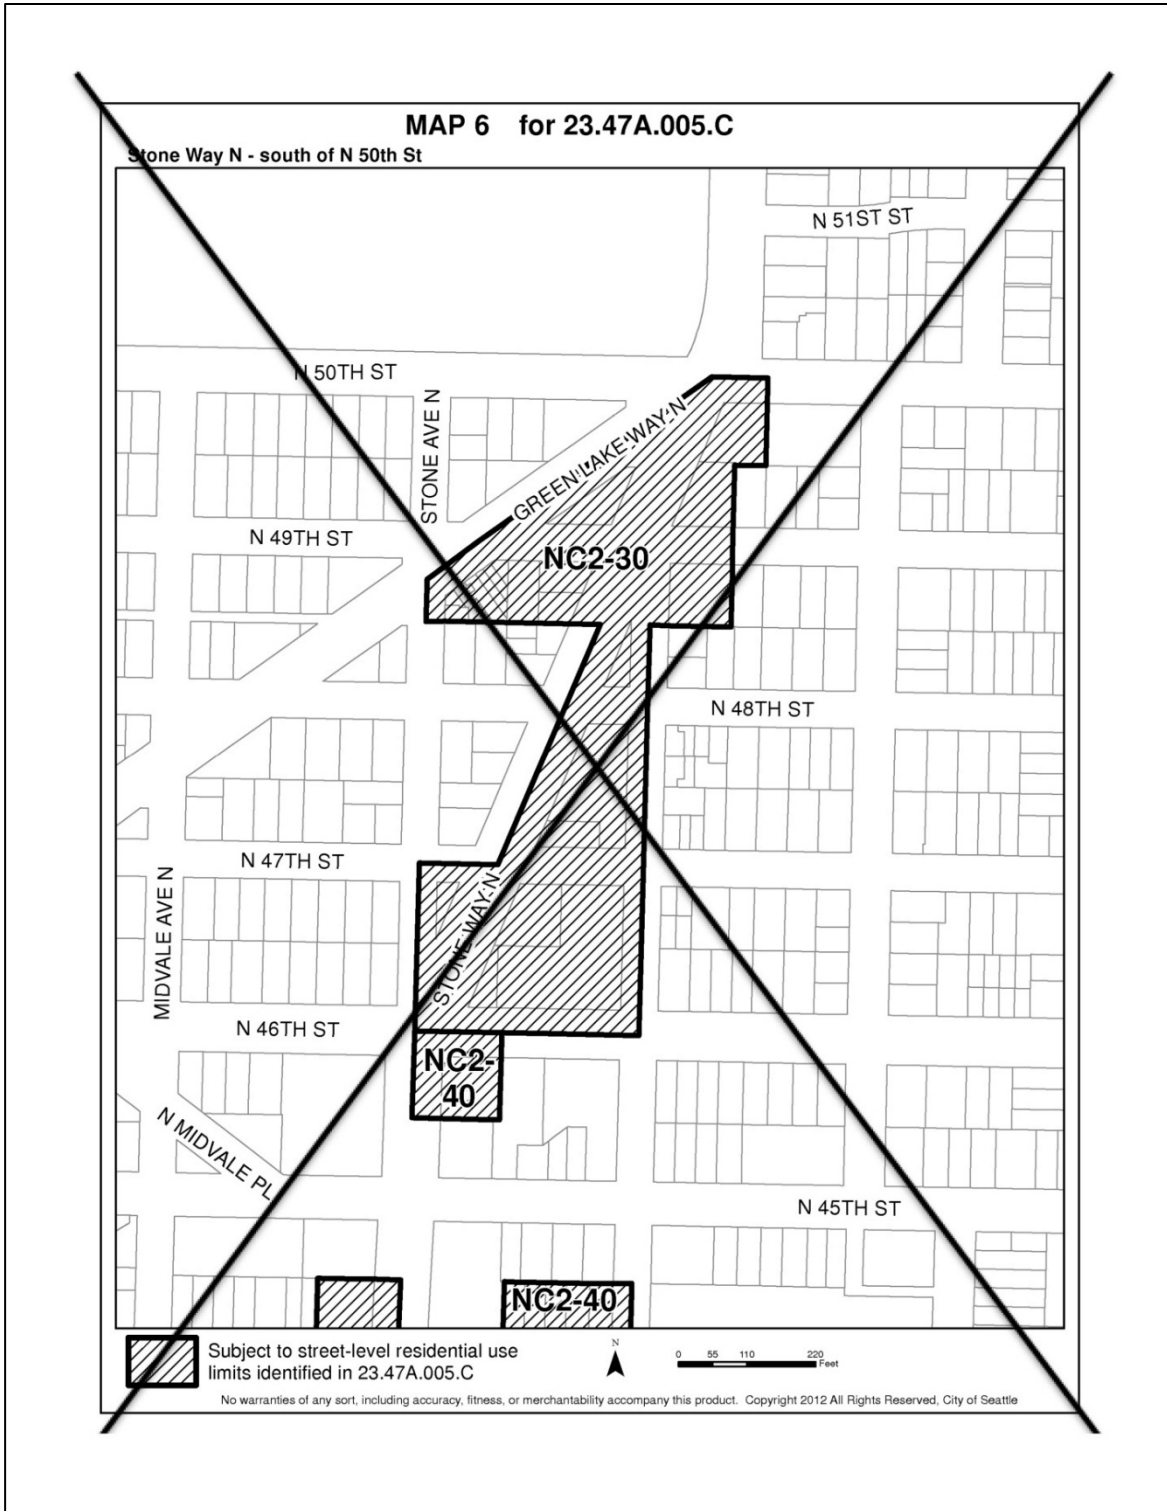 MAP 6 for 23.47A.005.C
Stone Way N - south of N 50th St
N 51ST ST
N 50TH ST
STONE AVE N
GREEN LAKE WAY N
N 49TH ST
NC2-30
N 48TH ST
N 47TH ST
MIDVALE AVE N
STONE WAY N
N 46TH ST
NC2-
40
N MIDVALE PL
N 45TH ST
NC2-40
Subject to street-level residential use
limits identified in 23.47A.005.C
N
0 55 110 220
Feet
No warranties of any sort, including accuracy, fitness, or merchantability accompany this product. Copyright 2012 All Rights Reserved, City of Seattle